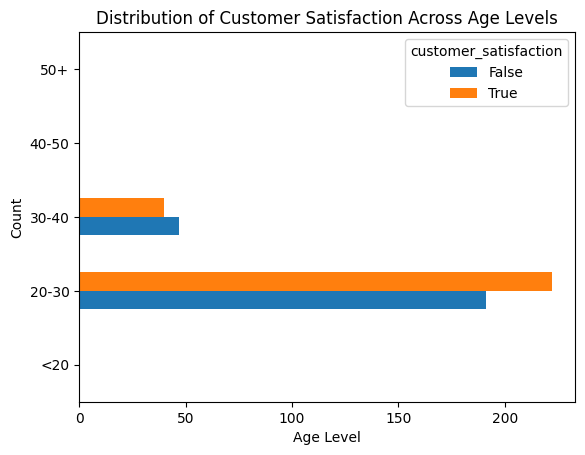 Distribution of Customer Satisfaction Across Age Levels
customer_satisfaction
False
True
50+
40-50
30-40
20-30
<20
Count
0 50 100 150 200
Age Level